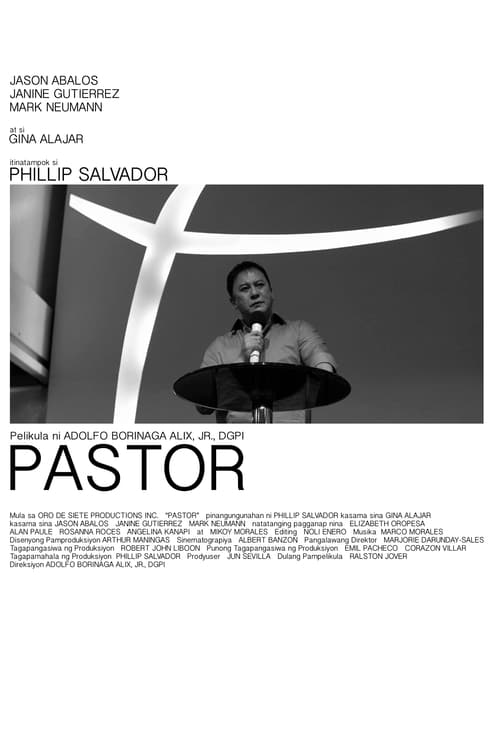 JASON ABALOS
JANINE GUTIERREZ
MARK NEUMANN
at si
GINA ALAJAR
itinatampok si
PHILLIP SALVADOR
Pelikula ni ADOLFO BORINAGA ALIX, JR., DGPI
PASTOR
Mula sa ORO DE SIETE PRODUCTIONS INC. "PASTOR" pinangungunahan ni PHILLIP SALVADOR kasama sina GINA ALAJAR
kasama sina JASON ABALOS JANINE GUTIERREZ MARK NEUMANN natatanging pagganap nina ELIZABETH OROPESA
ALAN PAULE ROSANNA ROCES ANGELINA KANAPI at MIKOY MORALES Editing NOLI ENERO Musika MARCO MORALES
Disenyong Pamproduksiyon ARTHUR MANINGAS Sinematograpiya ALBERT BANZON Pangalawang Direktor MARJORIE DARUNDAY-SALES
Tagapangasiwa ng Produksiyon ROBERT JOHN LIBOON Punong Tagapangasiwa ng Produksiyon EMIL PACHECO CORAZON VILLAR
Tagapamahala ng Produksiyon PHILLIP SALVADOR Prodyuser JUN SEVILLA Dulang Pampelikula RALSTON JOVER
Direksiyon ADOLFO BORINAGA ALIX, JR., DGPI